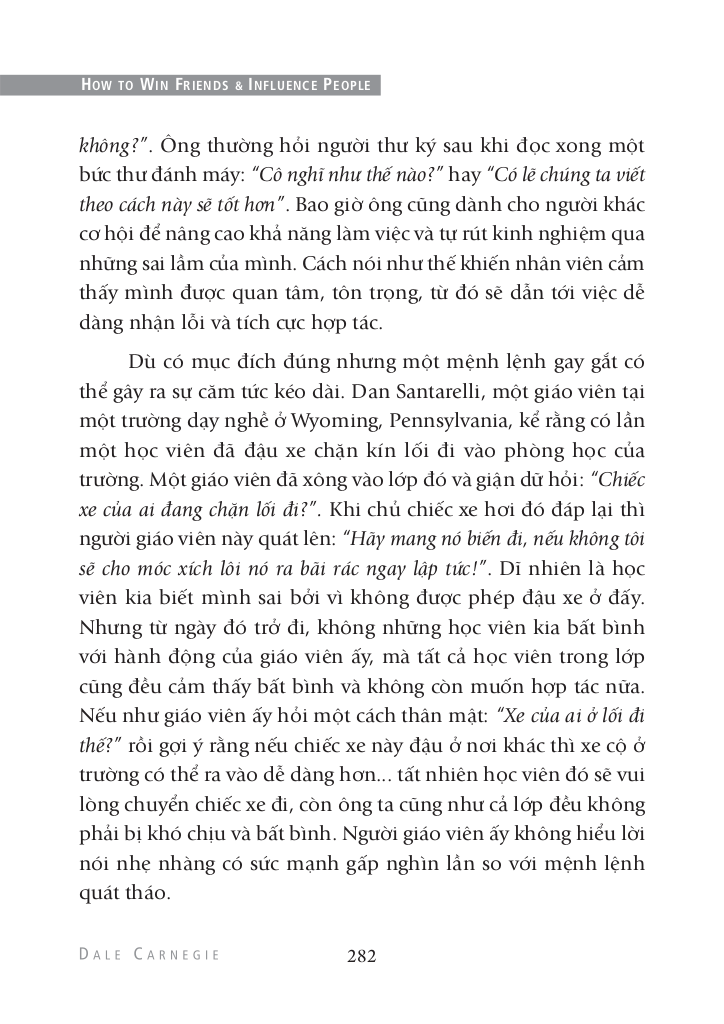 HOW TO WIN FRIENDS & INFLUENCE PEOPLE
không?”. Ông thường hỏi người thư ký sau khi đọc xong một
bức thư đánh máy: “Cô nghĩ như thế nào?” hay “Có lẽ chúng ta viết
theo cách này sẽ tốt hơn”. Bao giờ ông cũng dành cho người khác
cơ hội để nâng cao khả năng làm việc và tự rút kinh nghiệm qua
những sai lầm của mình. Cách nói như thế khiến nhân viên cảm
thấy mình được quan tâm, tôn trọng, từ đó sẽ dẫn tới việc dễ
dàng nhận lỗi và tích cực hợp tác.
Dù có mục đích đúng nhưng một mệnh lệnh gay gắt có
thể gây ra sự căm tức kéo dài. Dan Santarelli, một giáo viên tại
một trường dạy nghề ở Wyoming, Pennsylvania, kể rằng có lần
một học viên đã đậu xe chặn kín lối đi vào phòng học của
trường. Một giáo viên đã xông vào lớp đó và giận dữ hỏi: “Chiếc
xe của ai đang chặn lối đi?”. Khi chủ chiếc xe hơi đó đáp lại thì
người giáo viên này quát lên: “Hãy mang nó biến đi, nếu không tôi
sẽ cho móc xích lôi nó ra bãi rác ngay lập tức!”. Dĩ nhiên là học
viên kia biết mình sai bởi vì không được phép đậu xe ở đấy.
Nhưng từ ngày đó trở đi, không những học viên kia bất bình
với hành động của giáo viên ấy, mà tất cả học viên trong lớp
cũng đều cảm thấy bất bình và không còn muốn hợp tác nữa.
Nếu như giáo viên ấy hỏi một cách thân mật: “Xe của ai ở lối đi
thế?” rồi gợi ý rằng nếu chiếc xe này đậu ở nơi khác thì xe cộ ở
trường có thể ra vào dễ dàng hơn... tất nhiên học viên đó sẽ vui
lòng chuyển chiếc xe đi, còn ông ta cũng như cả lớp đều không
phải bị khó chịu và bất bình. Người giáo viên ấy không hiểu lời
nói nhẹ nhàng có sức mạnh gấp nghìn lần so với mệnh lệnh
quát tháo.
DALE CARNEGIE 282